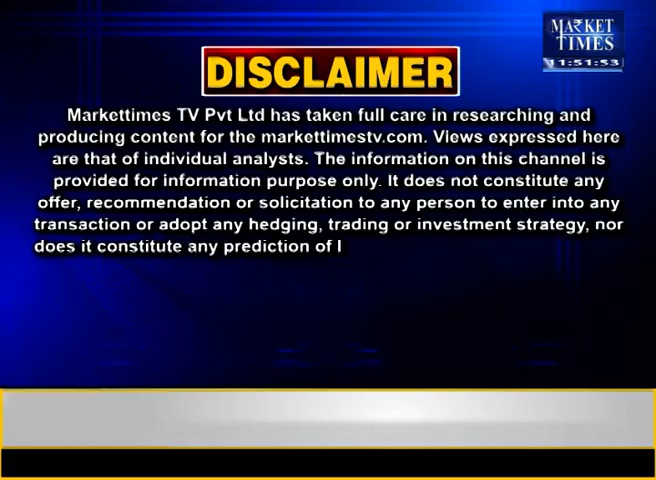 MARKET
TIMES
11:51:53
DISCLAIMER
Markettimes TV Pvt Ltd has taken full care in researching and
producing content for the markettimestv.com. Views expressed here
are that of individual analysts. The information on this channel is
provided for information purpose only. It does not constitute any
offer, recommendation or solicitation to any person to enter into any
transaction or adopt any hedging, trading or investment strategy, nor
does it constitute any prediction of l